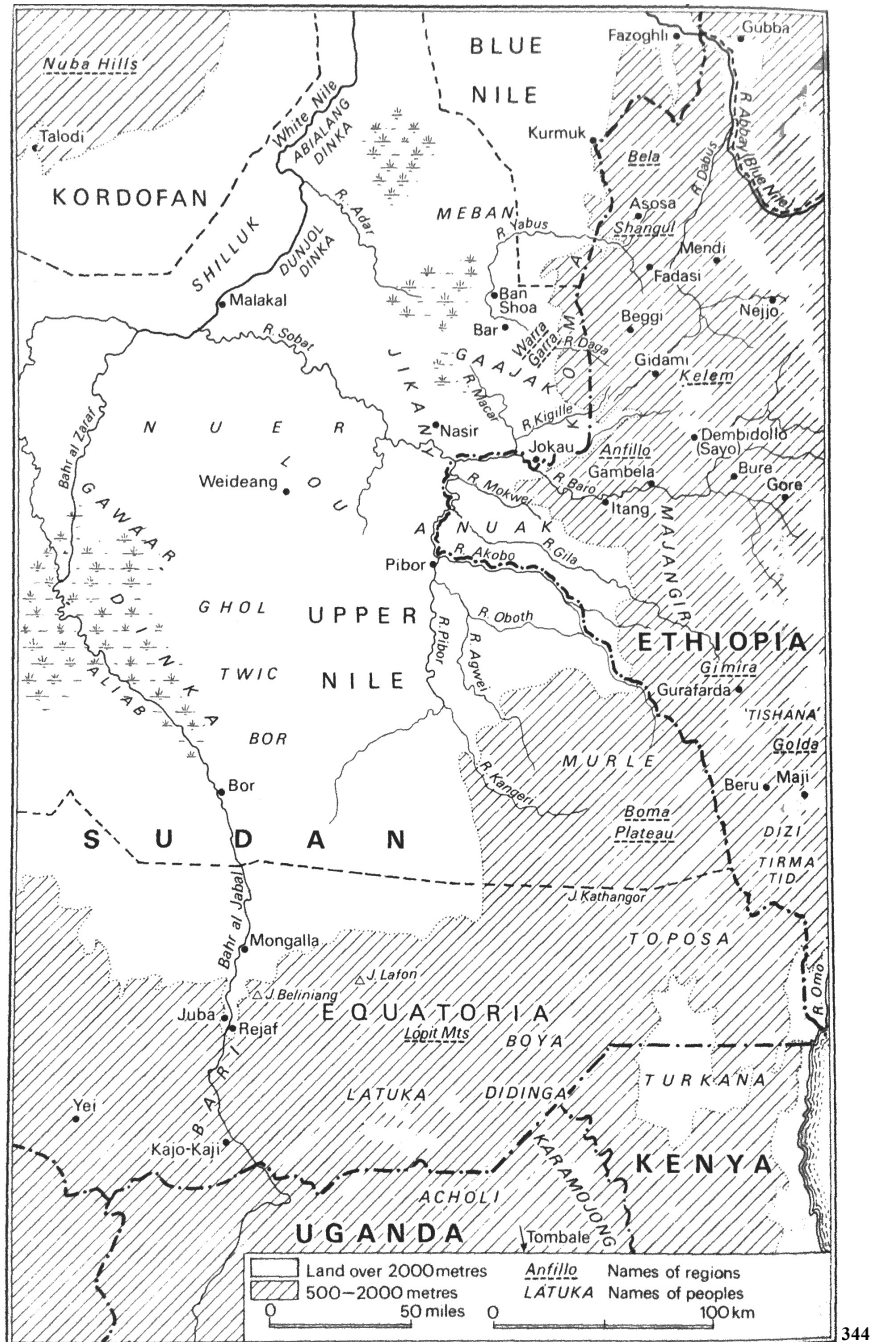 Nuba Hills
Talodi
KORDOFAN
BLUE
NILE
Fazoghli
Gubba
R. Abbay (Blue Nile)
Kurmuk
Bela
R. Dabus
White Nile
ABIALANG
DINKA
R. Adar
MEBAN
R. Yabus
Asosa
Shangul
Mendi
Fadasi
Nejjo
SHILLUK
DUNJOL
DINKA
Malakal
Ban
Shoa
Bar
Warra
Garra
R. Daga
Beggi
KOMA
R. Sobat
GAAJAK
R. Macar
Gidami
Kelem
JIKANY
R. Kigille
NUER
Nasir
Jokau
Anfillo
Dembidollo
(Sayo)
Bahr al Zaraf
LOU
Weideang
Gambela
Bure
Gore
R. Baro
Itang
R. Mokwei
GAWAAR
ANUAK
R. Gila
MAJANGIR
R. Akobo
Pibor
DINKA
GHOL
UPPER
R. Oboth
R. Pibor
R. Agwei
ETHIOPIA
Gimira
TWIC
NILE
Gurafarda
ALIAB
'TISHANA'
Golda
BOR
MURLE
R. Kangeri
Bor
Beru
Maji
Boma
Plateau
SUDAN
DIZI
TIRMA
TID
J. Kathangor
Bahr al Jabal
TOPOSA
Mongalla
J. Lafon
J. Beliniang
R. Omo
Juba
EQUATORIA
Rejaf
Lopit Mts
BOYA
BARI
TURKANA
LATUKA
DIDINGA
Yei
Kajo-Kaji
KARAMOJONG
KENYA
ACHOLI
UGANDA
Tombale
Land over 2000 metres
Anfillo Names of regions
500–2000 metres
LATUKA Names of peoples
0 50 miles 0 100 km
344